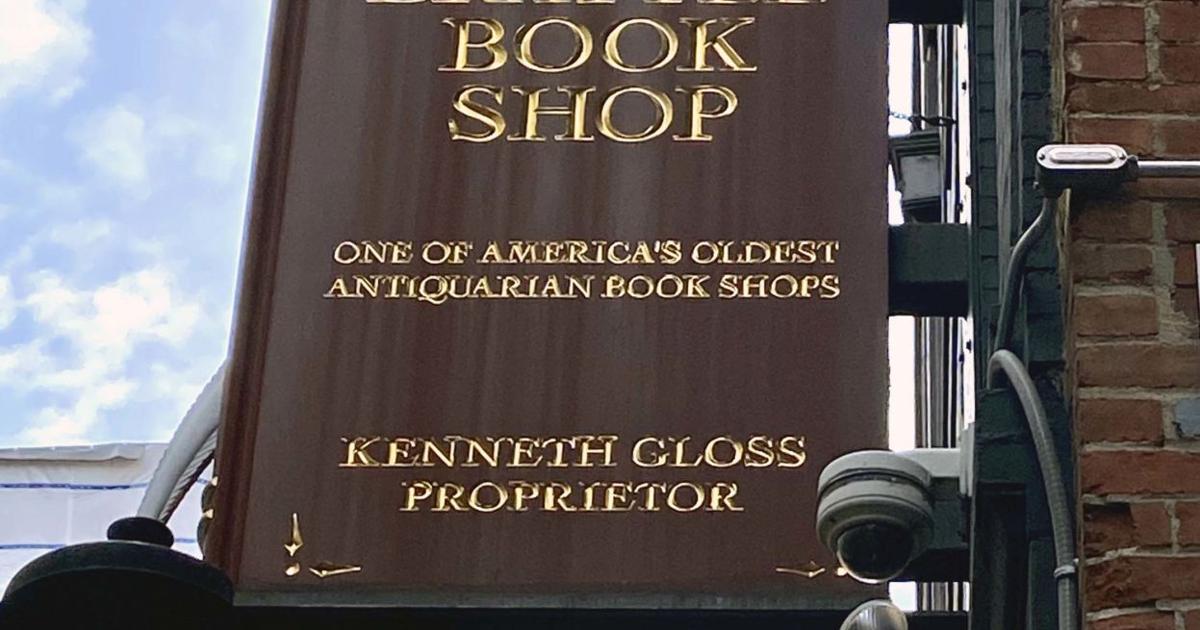 BOOK
SHOP
ONE OF AMERICA'S OLDEST
ANTIQUARIAN BOOK SHOPS
KENNETH GLOSS
PROPRIETOR